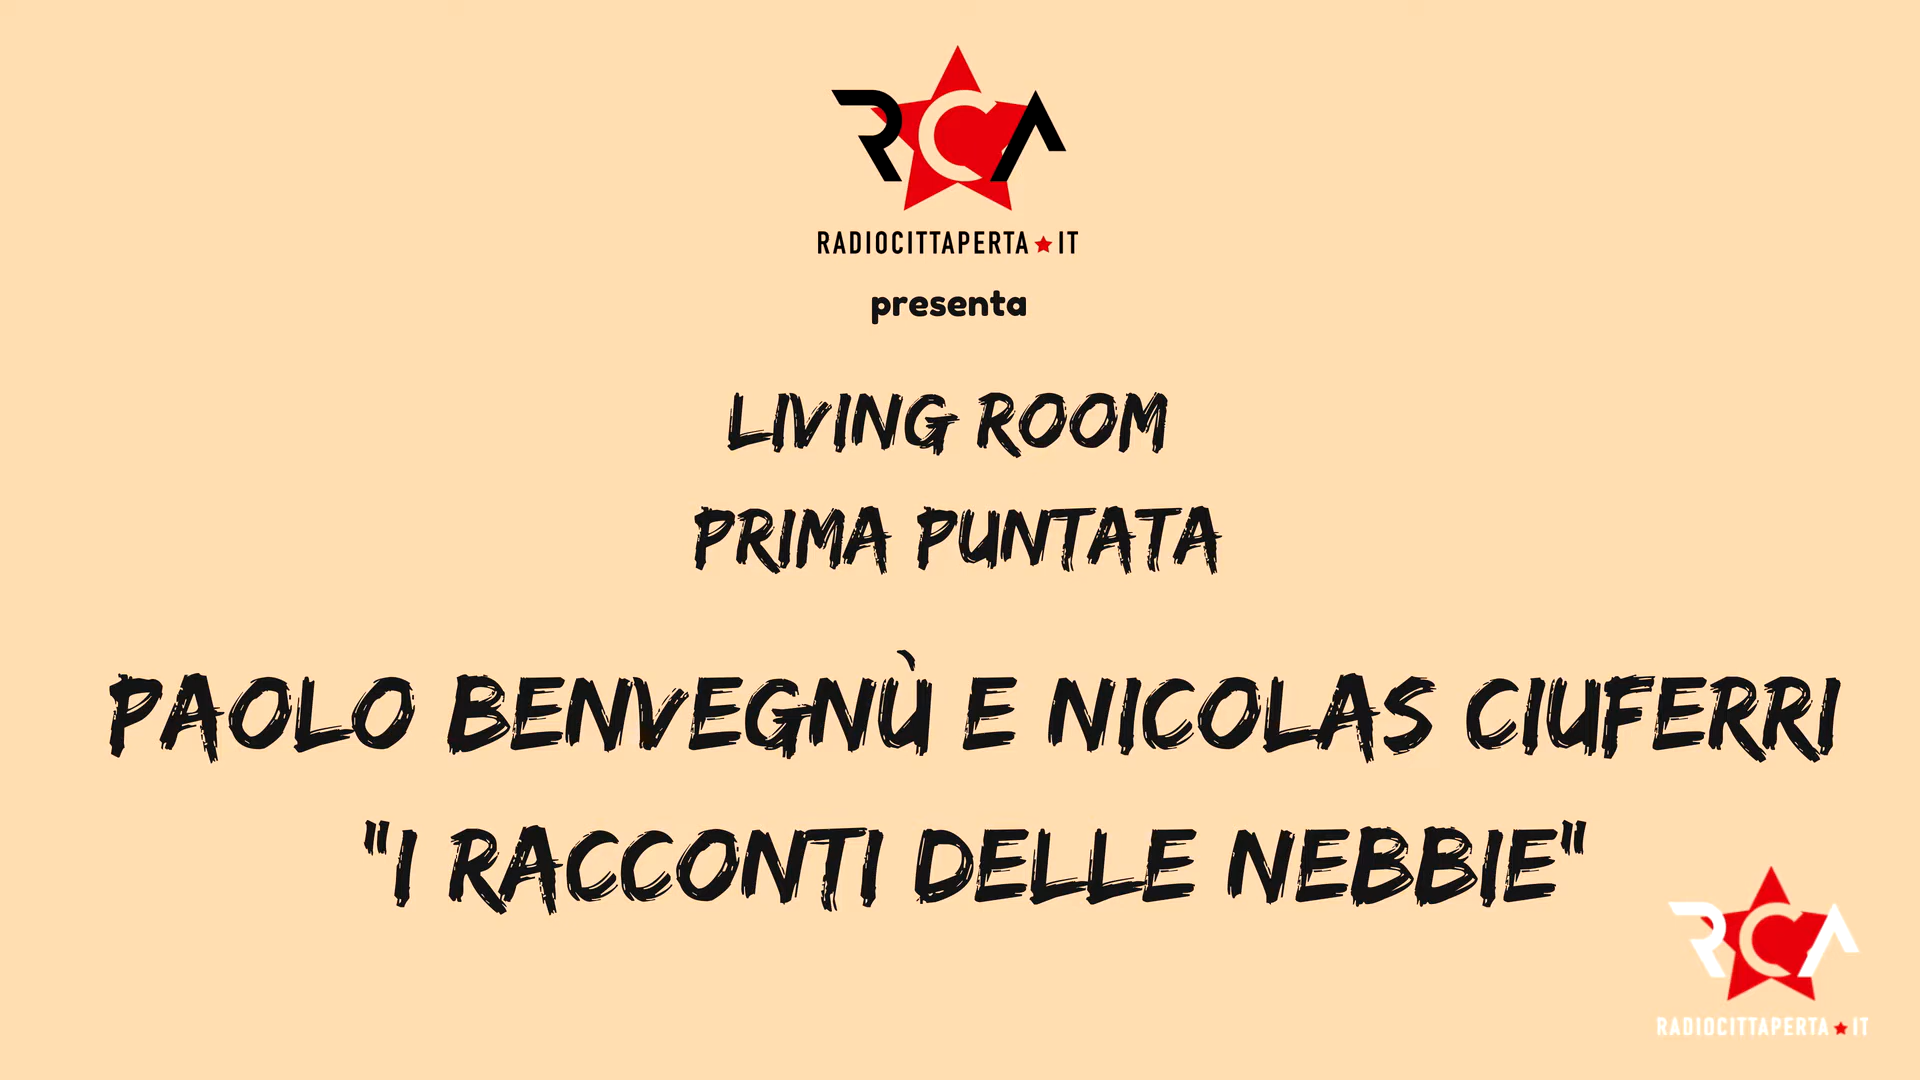 RCA
RADIOCITTAPERTA★IT
presenta
LIVING ROOM
PRIMA PUNTATA
PAOLO BENVEGNÙ E NICOLAS CIUFERRI
"I RACCONTI DELLE NEBBIE"
RCA
RADIOCITTAPERTA★IT